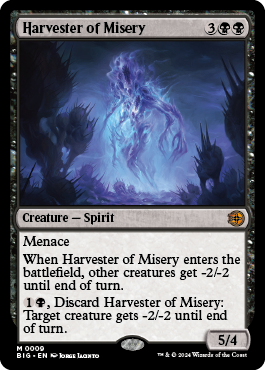 Harvester of Misery 3
Creature — Spirit
Menace
When Harvester of Misery enters the
battlefield, other creatures get -2/-2
until end of turn.
1, Discard Harvester of Misery:
Target creature gets -2/-2 until
end of turn.
5/4
M 0009
BIG • EN Jorge Jacinto
™ & © 2024 Wizards of the Coast